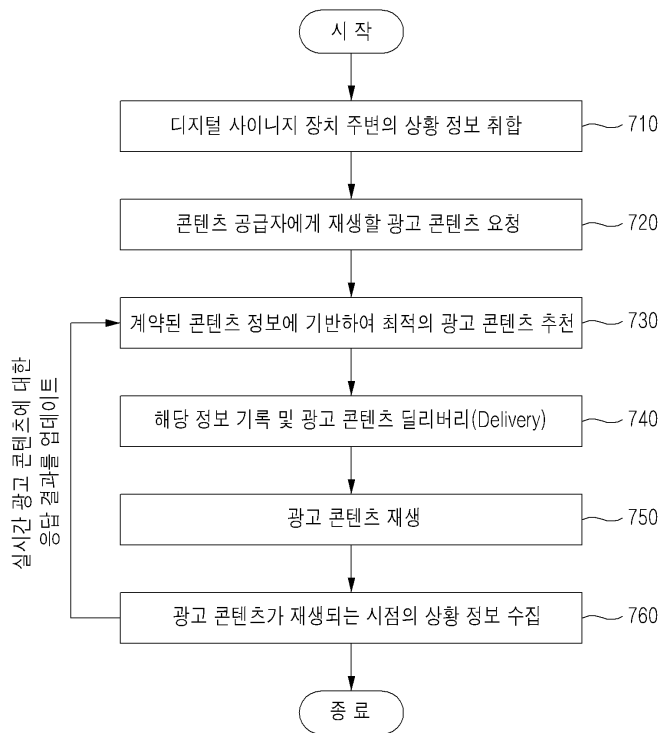 시 작
디지털 사이니지 장치 주변의 상황 정보 취합
710
콘텐츠 공급자에게 재생할 광고 콘텐츠 요청
720
계약된 콘텐츠 정보에 기반하여 최적의 광고 콘텐츠 추천
730
실시간 광고 콘텐츠에 대한
응답 결과를 업데이트
해당 정보 기록 및 광고 콘텐츠 딜리버리(Delivery)
740
광고 콘텐츠 재생
750
광고 콘텐츠가 재생되는 시점의 상황 정보 수집
760
종 료